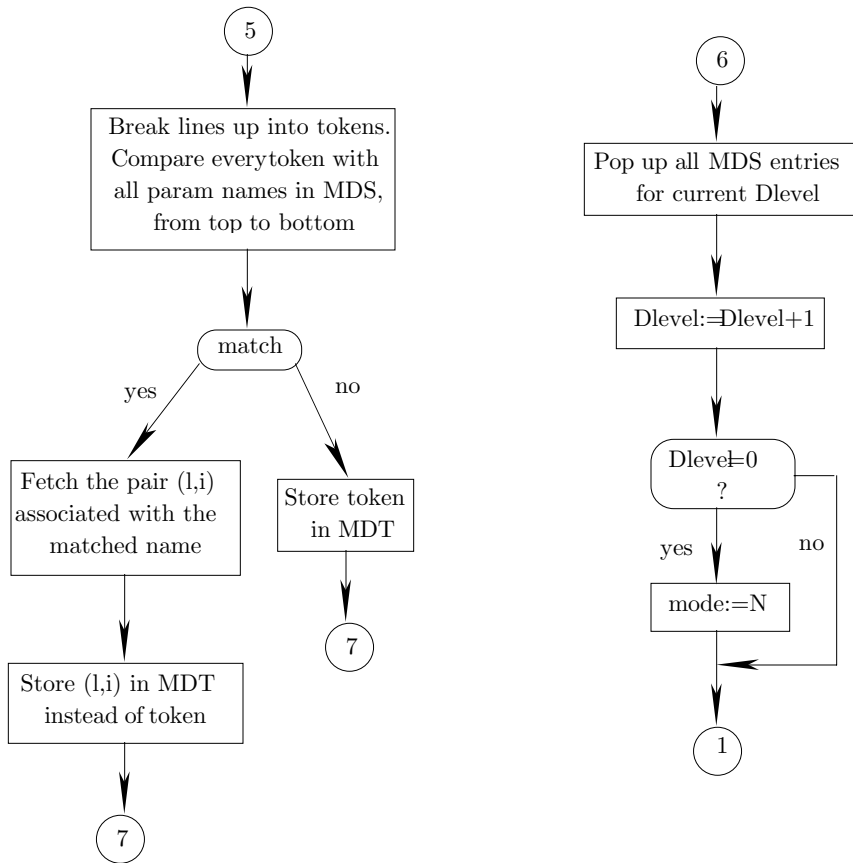 5
Break lines up into tokens.
Compare everytoken with
all param names in MDS,
from top to bottom
match
yes
no
Fetch the pair (l,i)
associated with the
matched name
Store token
in MDT
7
Store (l,i) in MDT
instead of token
7
6
Pop up all MDS entries
for current Dlevel
Dlevel:=Dlevel+1
Dlevel=0
?
yes
no
mode:=N
1